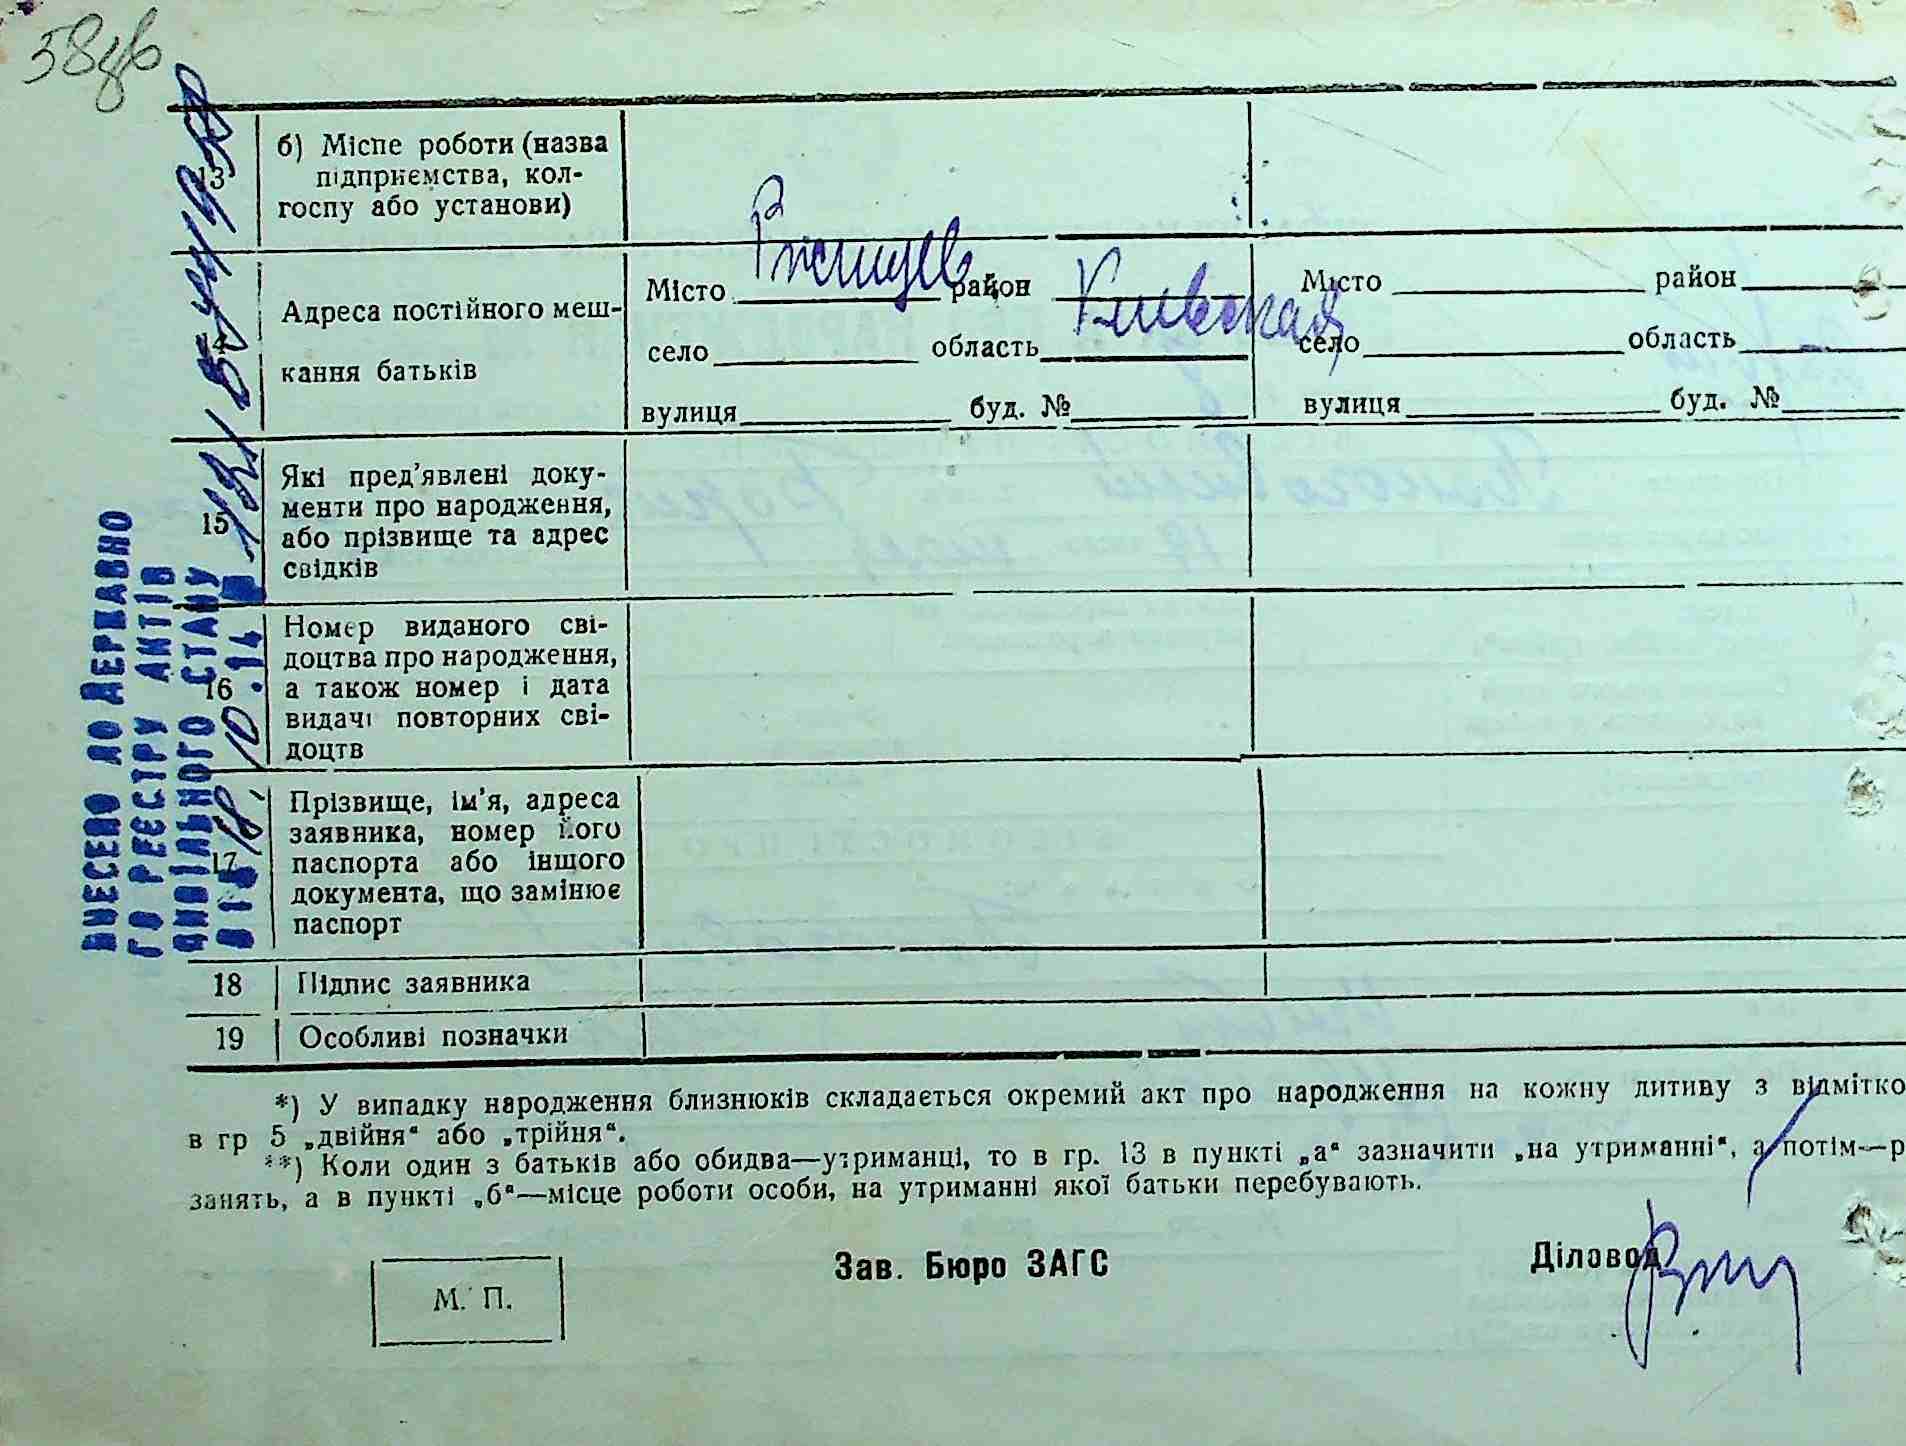 58зв
13
б) Місце роботи (назва
підприємства, кол-
госпу або установи)
14
Адреса постійного меш-
кання батьків
Місто Ржищев район
село область Киевская
вулиця буд. №
Місто район
село область
вулиця буд. №
15
Які пред'явлені доку-
менти про народження,
або прізвище та адрес
свідків
16
Номер виданого сві-
доцтва про народження,
а також номер і дата
видачі повторних сві-
доцтв
17
Прізвище, ім'я, адреса
заявника, номер його
паспорта або іншого
документа, що замінює
паспорт
18 Підпис заявника
19 Особливі позначки
*) У випадку народження близнюків складається окремий акт про народження на кожну дитину з відмітко
в гр 5 „двійня“ або „трійня“.
**) Коли один з батьків або обидва—утриманці, то в гр. 13 в пункті „а“ зазначити „на утриманні“, а потім—р
занять, а в пункті „б“—місце роботи особи, на утриманні якої батьки перебувають.
М. П.
Зав. Бюро ЗАГС
Діловод
ВНЕСЕНО ДО ДЕРЖАВНО
ГО РЕЄСТРУ АКТІВ
ЦИВІЛЬНОГО СТАНУ
ВІД 18.10.14